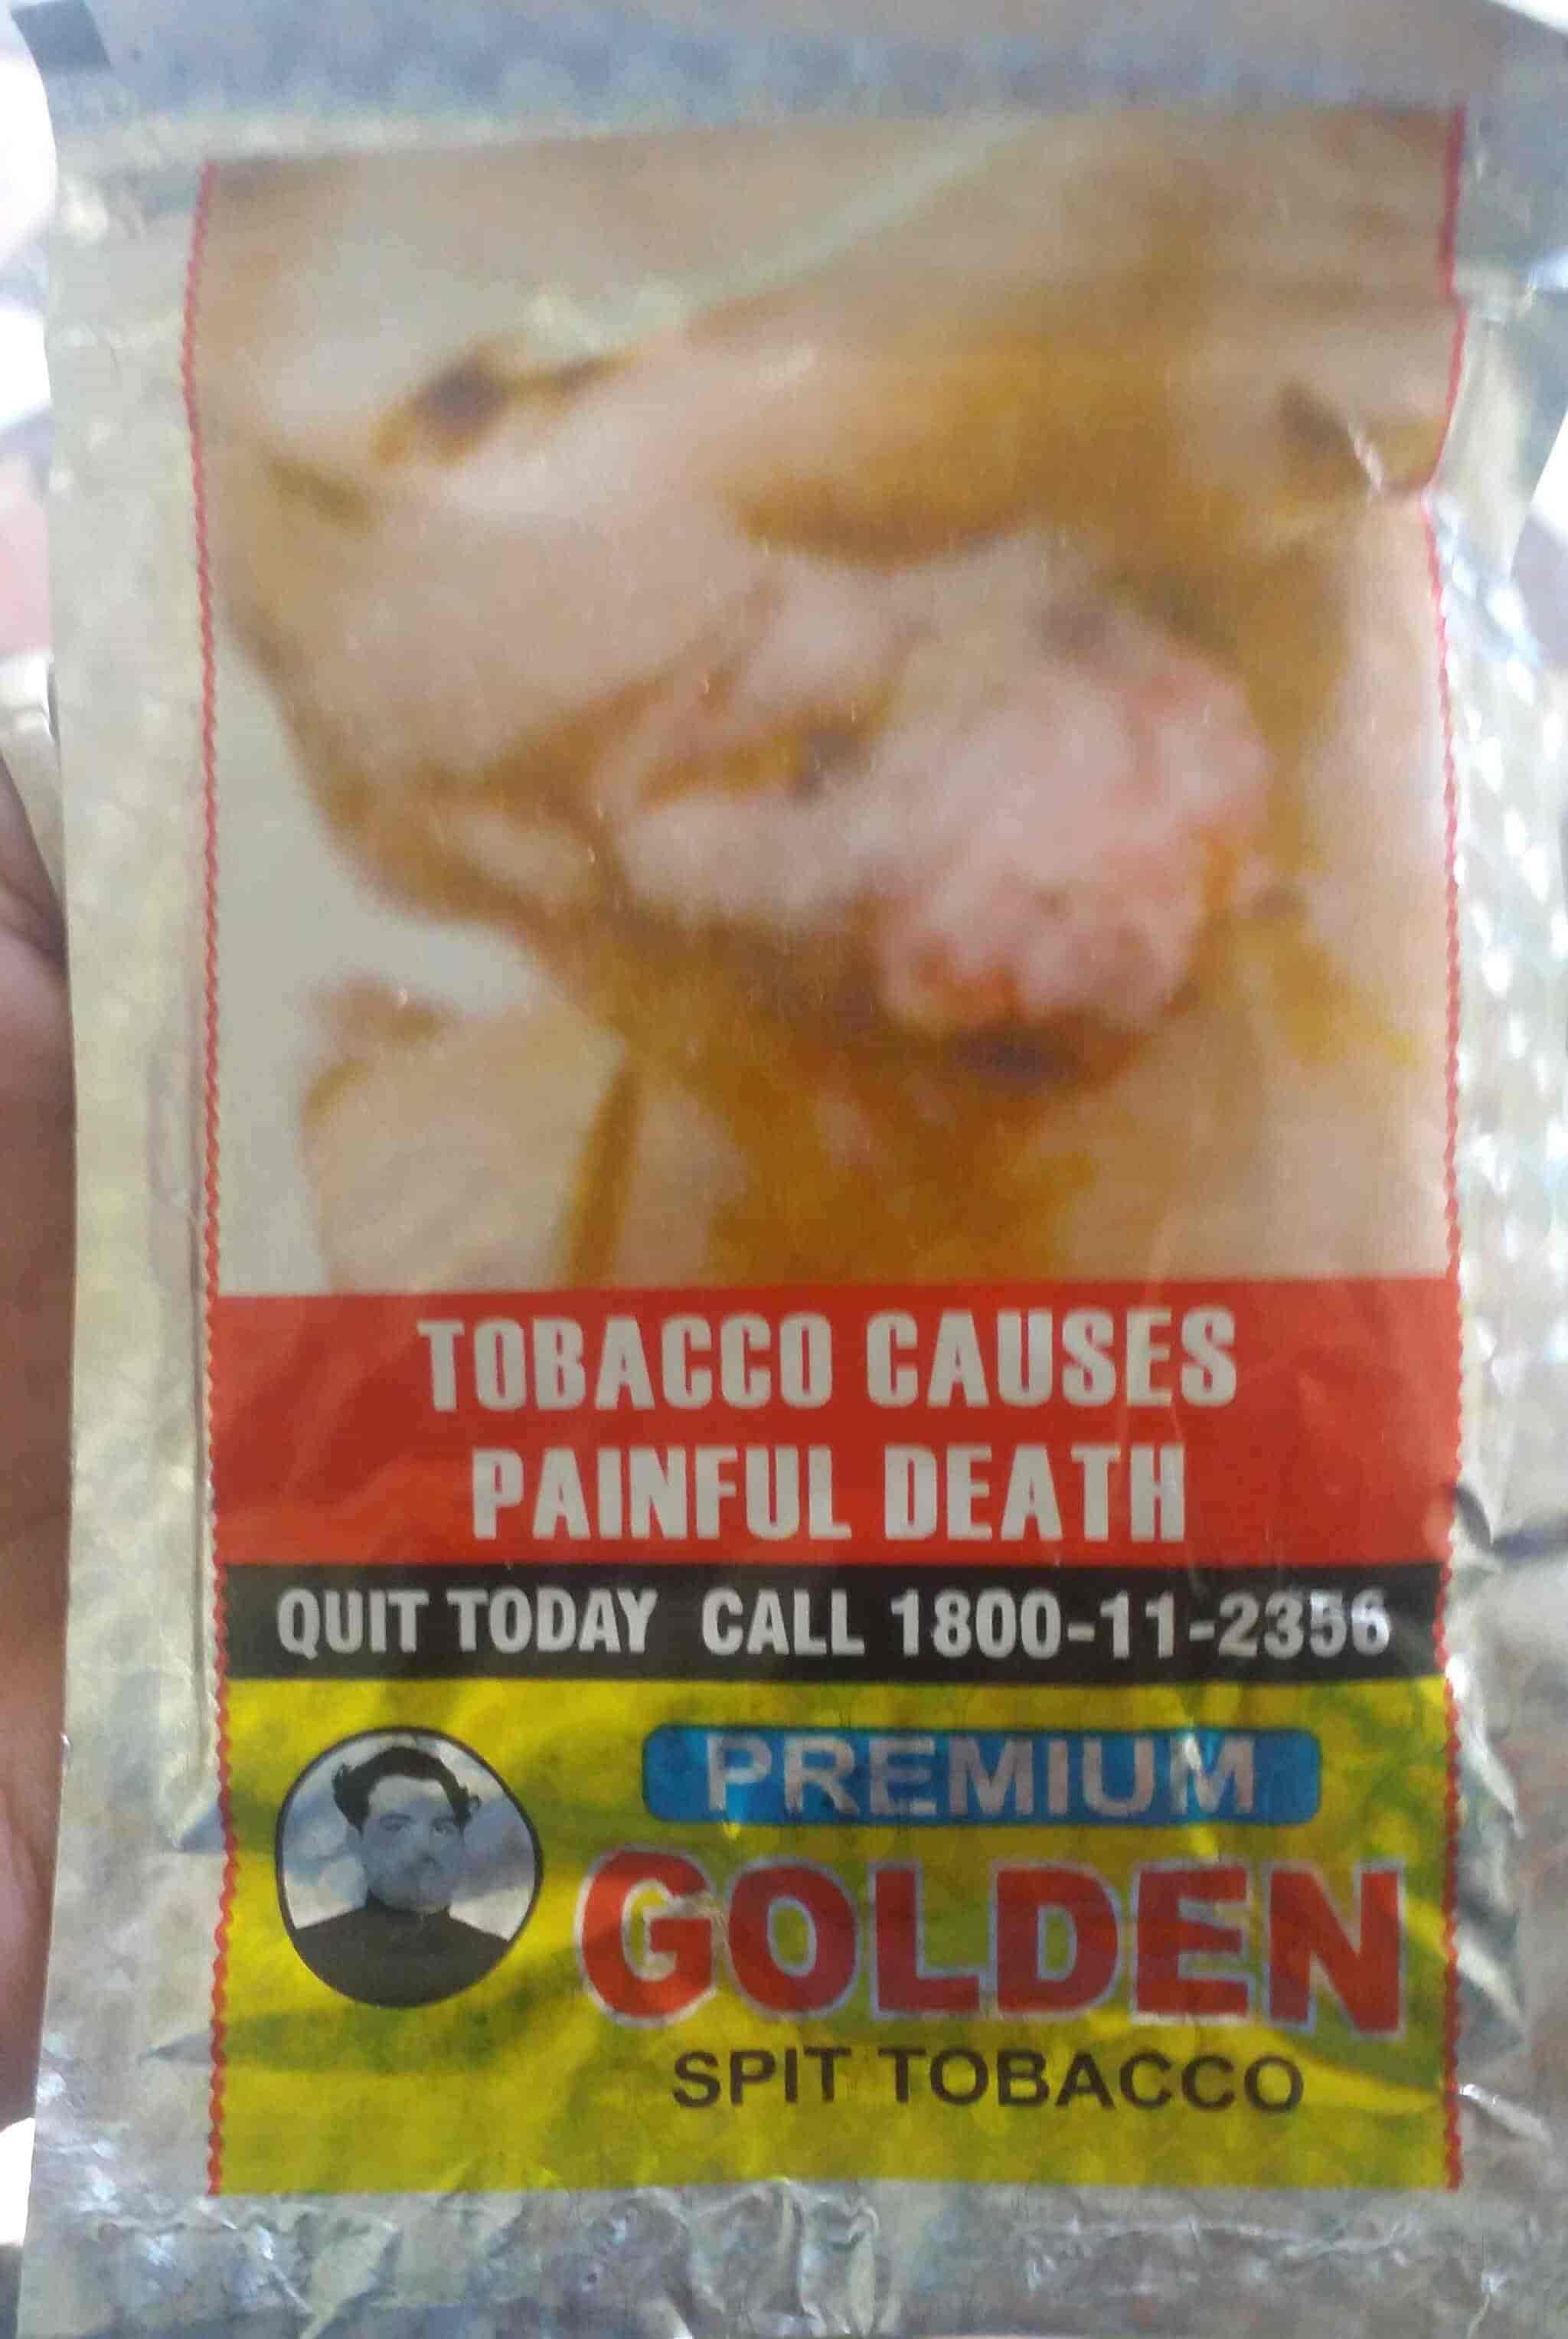 TOBACCO CAUSES
PAINFUL DEATH
QUIT TODAY CALL 1800-11-2356
PREMIUM
GOLDEN
SPIT TOBACCO